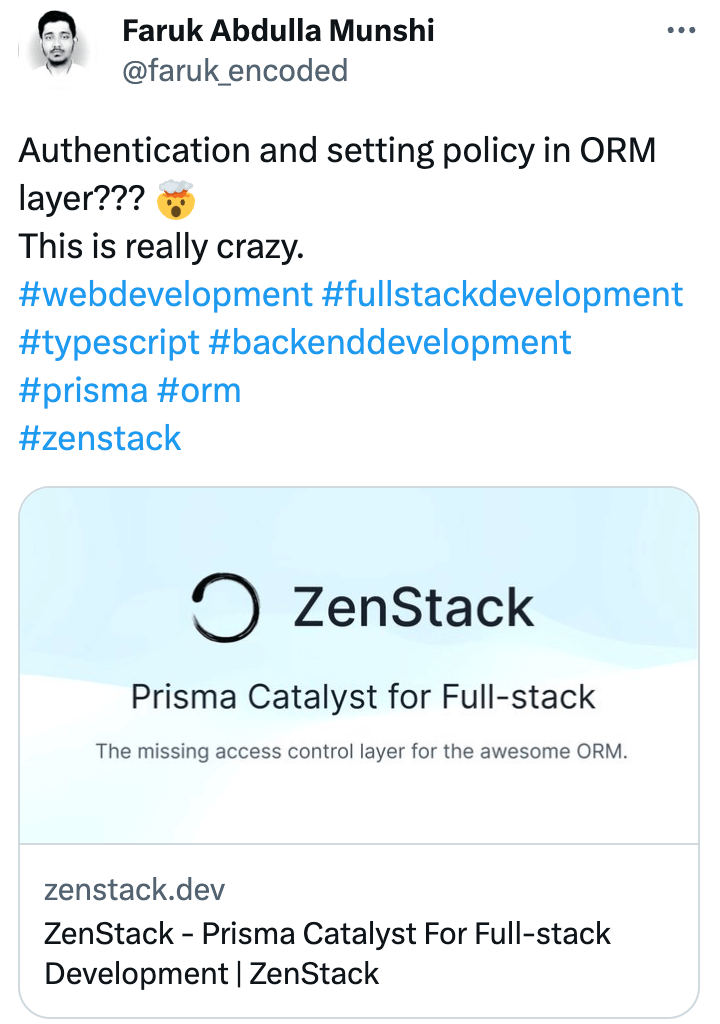 Faruk Abdulla Munshi
@faruk_encoded
Authentication and setting policy in ORM
layer??? 🤯
This is really crazy.
#webdevelopment #fullstackdevelopment
#typescript #backenddevelopment
#prisma #orm
#zenstack
ZenStack
Prisma Catalyst for Full-stack
The missing access control layer for the awesome ORM.
zenstack.dev
ZenStack - Prisma Catalyst For Full-stack
Development | ZenStack